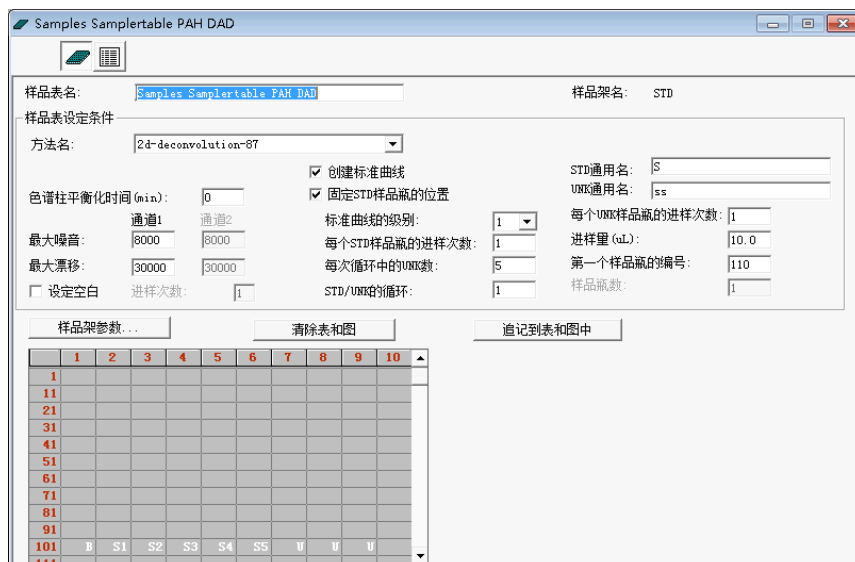 Samples Samplertable PAH DAD
样品表名: Samples Samplertable PAH DAD 样品架名: STD
样品表设定条件
方法名: 2d-deconvolution-87
创建标准曲线 STD通用名: S
色谱柱平衡化时间(min): 0 固定STD样品瓶的位置 UNK通用名: ss
通道1 通道2 标准曲线的级别: 1 每个UNK样品瓶的进样次数: 1
最大噪音: 8000 8000 每个STD样品瓶的进样次数: 1 进样量(uL): 10.0
最大漂移: 30000 30000 每次循环中的UNK数: 5 第一个样品瓶的编号: 110
设定空白 进样次数: 1 STD/UNK的循环: 1 样品瓶数: 1
样品架参数... 清除表和图 追记到表和图中
1 2 3 4 5 6 7 8 9 10
1
11
21
31
41
51
61
71
81
91
101 B S1 S2 S3 S4 S5 U U U
111